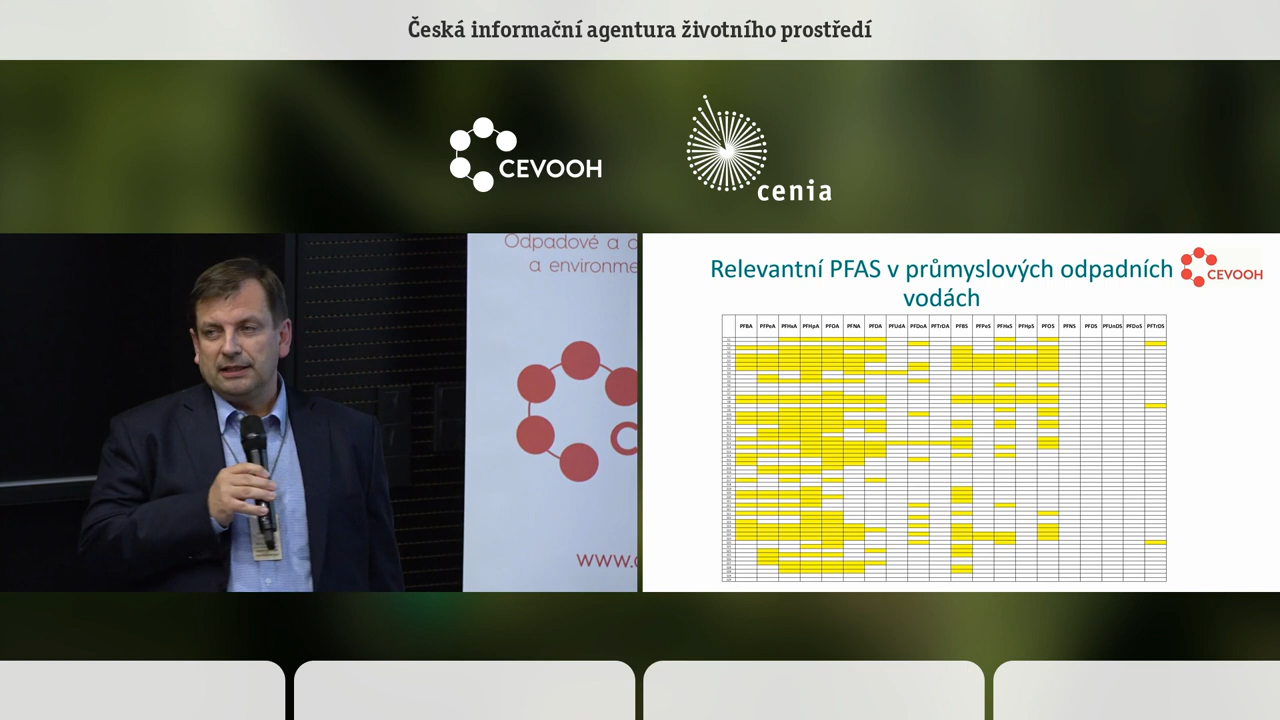 Česká informační agentura životního prostředí
CEVOOH
cenia
Odpadové a
a environme
www.
Relevantní PFAS v průmyslových odpadních
vodách
CEVOOH
PFBA PFPeA PFHxA PFHpA PFOA PFNA PFDA PFUdA PFDoA PFTrDA PFBS PFPeS PFHxS PFHpS PFOS PFNS PFDS PFUnDS PFDoS PFTrDS